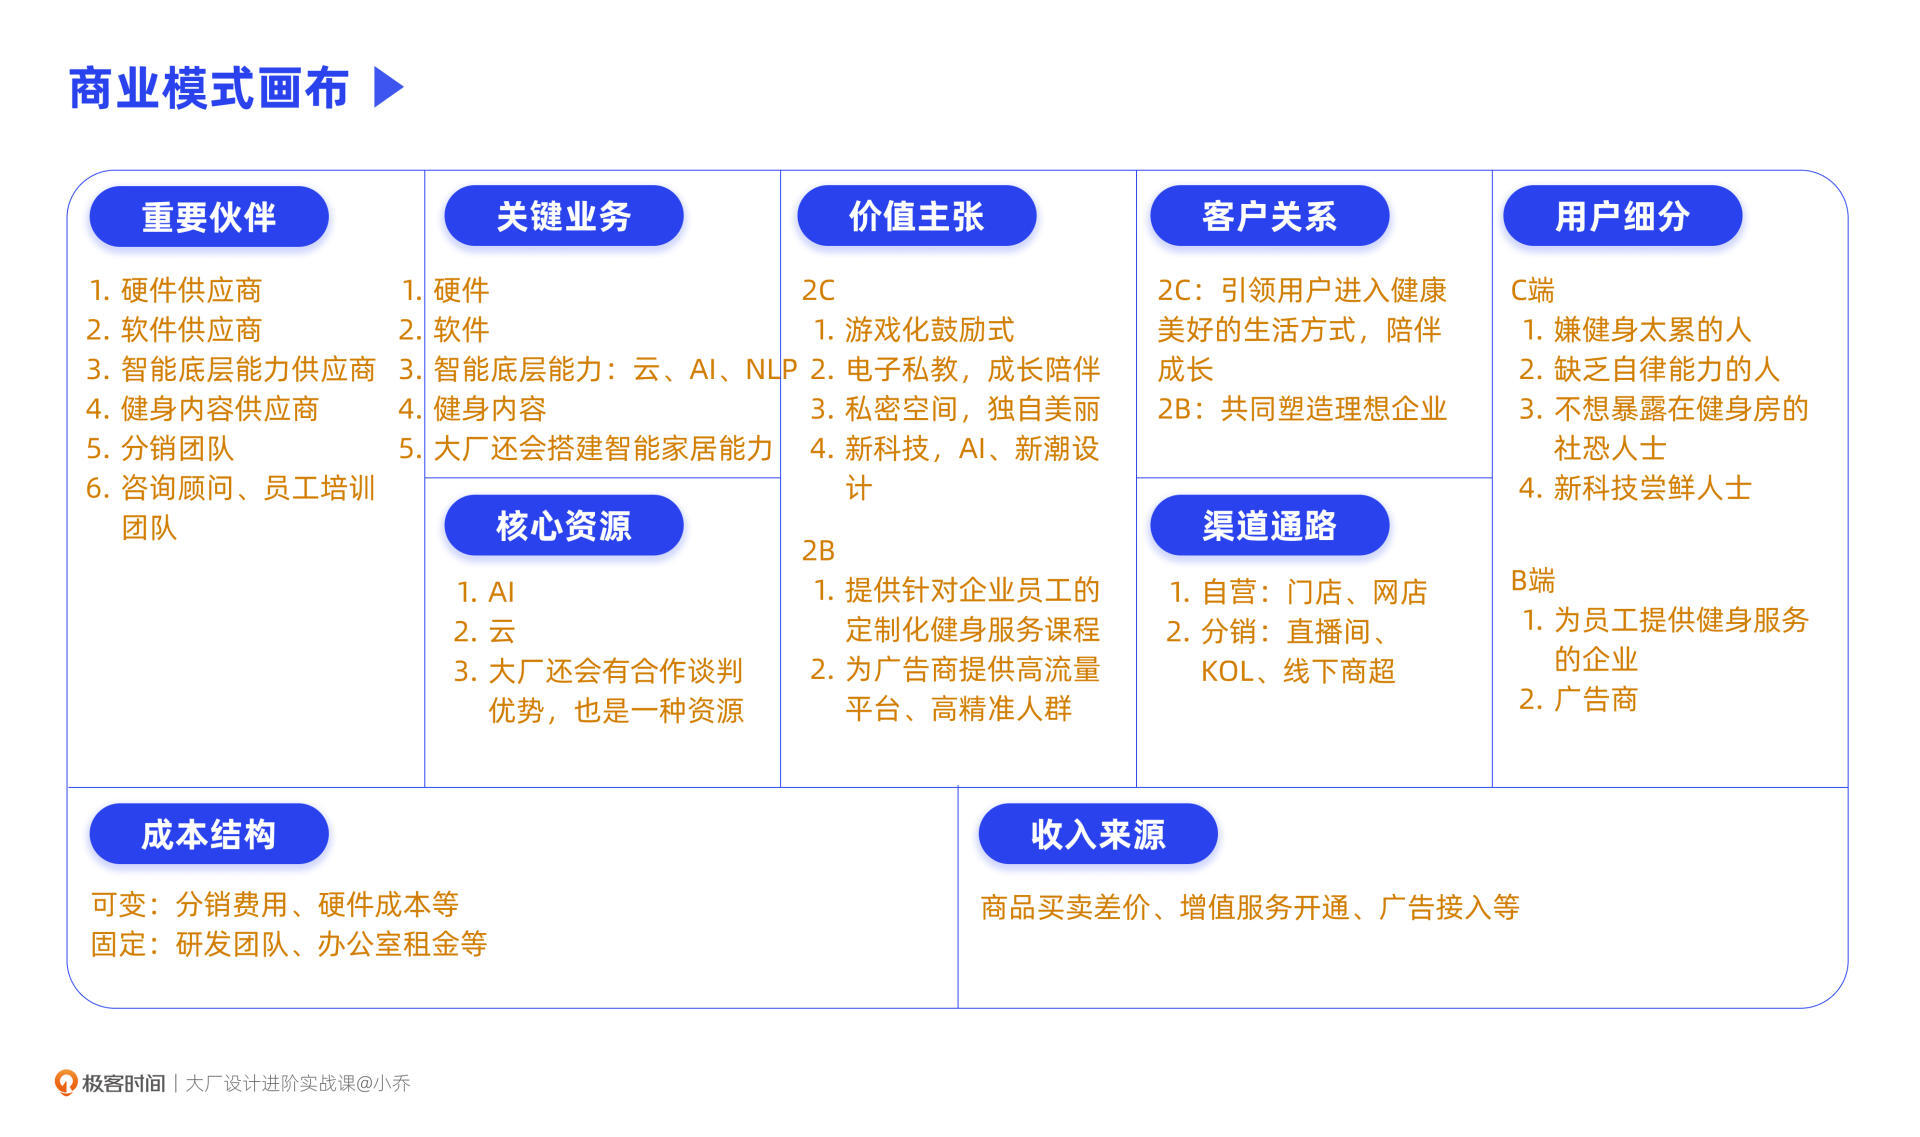 商业模式画布
重要伙伴
1. 硬件供应商
2. 软件供应商
3. 智能底层能力供应商
4. 健身内容供应商
5. 分销团队
6. 咨询顾问、员工培训
团队
关键业务
1. 硬件
2. 软件
3. 智能底层能力：云、AI、NLP
4. 健身内容
5. 大厂还会搭建智能家居能力
核心资源
1. AI
2. 云
3. 大厂还会有合作谈判
优势，也是一种资源
价值主张
2C
1. 游戏化鼓励式
2. 电子私教，成长陪伴
3. 私密空间，独自美丽
4. 新科技，AI、新潮设
计
2B
1. 提供针对企业员工的
定制化健身服务课程
2. 为广告商提供高流量
平台、高精准人群
客户关系
2C：引领用户进入健康
美好的生活方式，陪伴
成长
2B：共同塑造理想企业
渠道通路
1. 自营：门店、网店
2. 分销：直播间、
KOL、线下商超
用户细分
C端
1. 嫌健身太累的人
2. 缺乏自律能力的人
3. 不想暴露在健身房的
社恐人士
4. 新科技尝鲜人士
B端
1. 为员工提供健身服务
的企业
2. 广告商
成本结构
可变：分销费用、硬件成本等
固定：研发团队、办公室租金等
收入来源
商品买卖差价、增值服务开通、广告接入等
极客时间 | 大厂设计进阶实战课@小乔